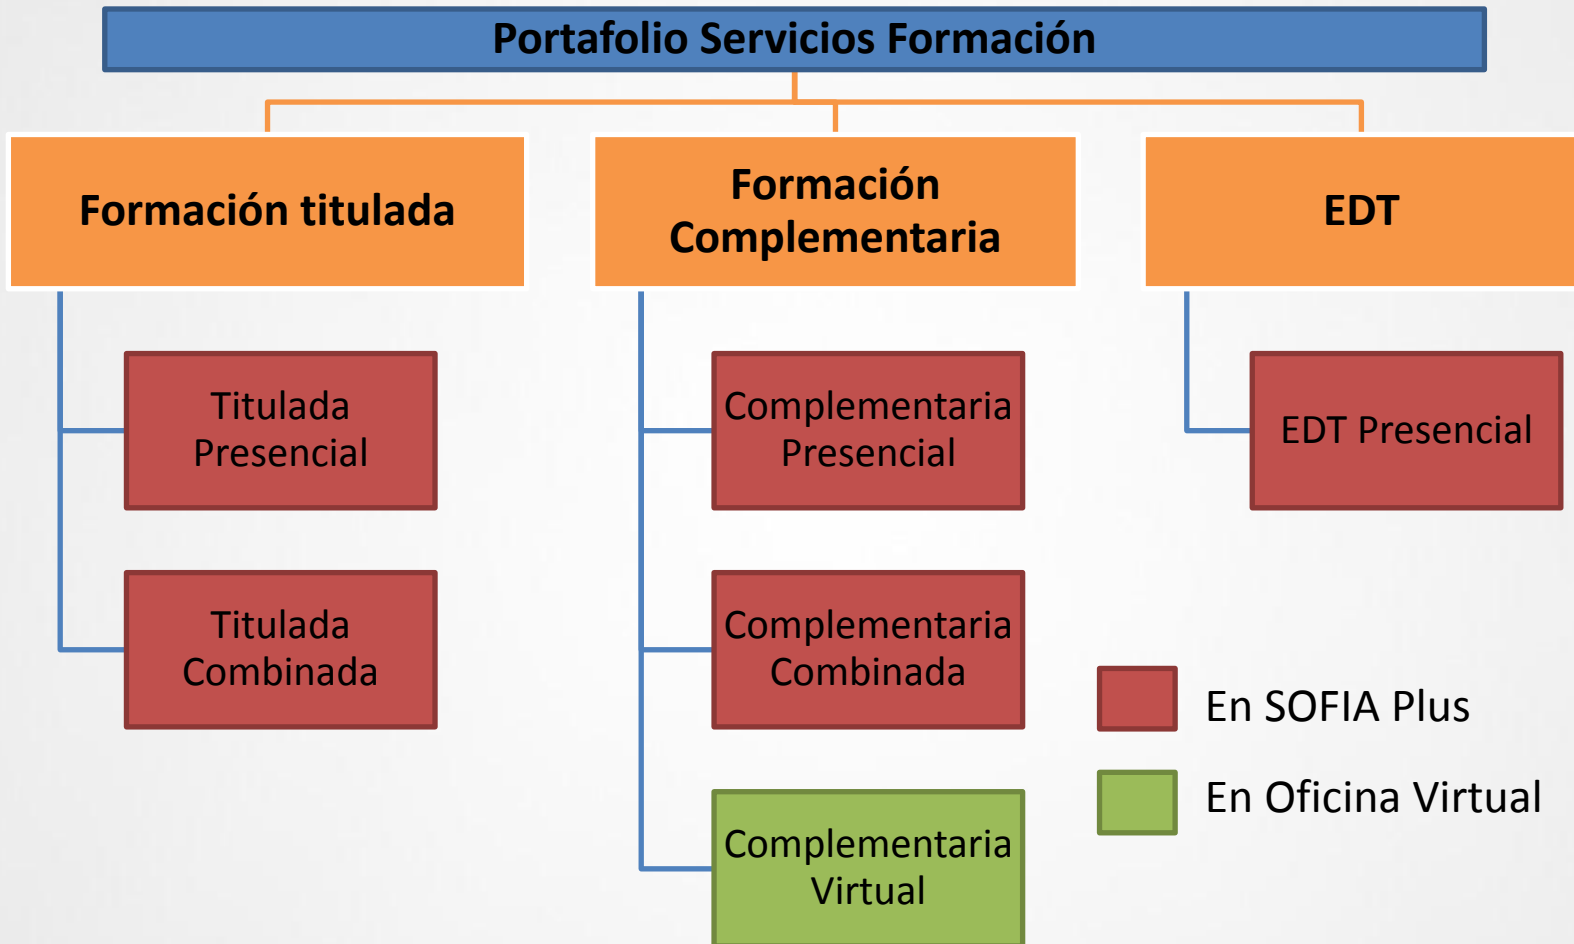 Portafolio Servicios Formación
Formación titulada
Formación
Complementaria
EDT
Titulada
Presencial
Complementaria
Presencial
EDT Presencial
Titulada
Combinada
Complementaria
Combinada
En SOFIA Plus
En Oficina Virtual
Complementaria
Virtual